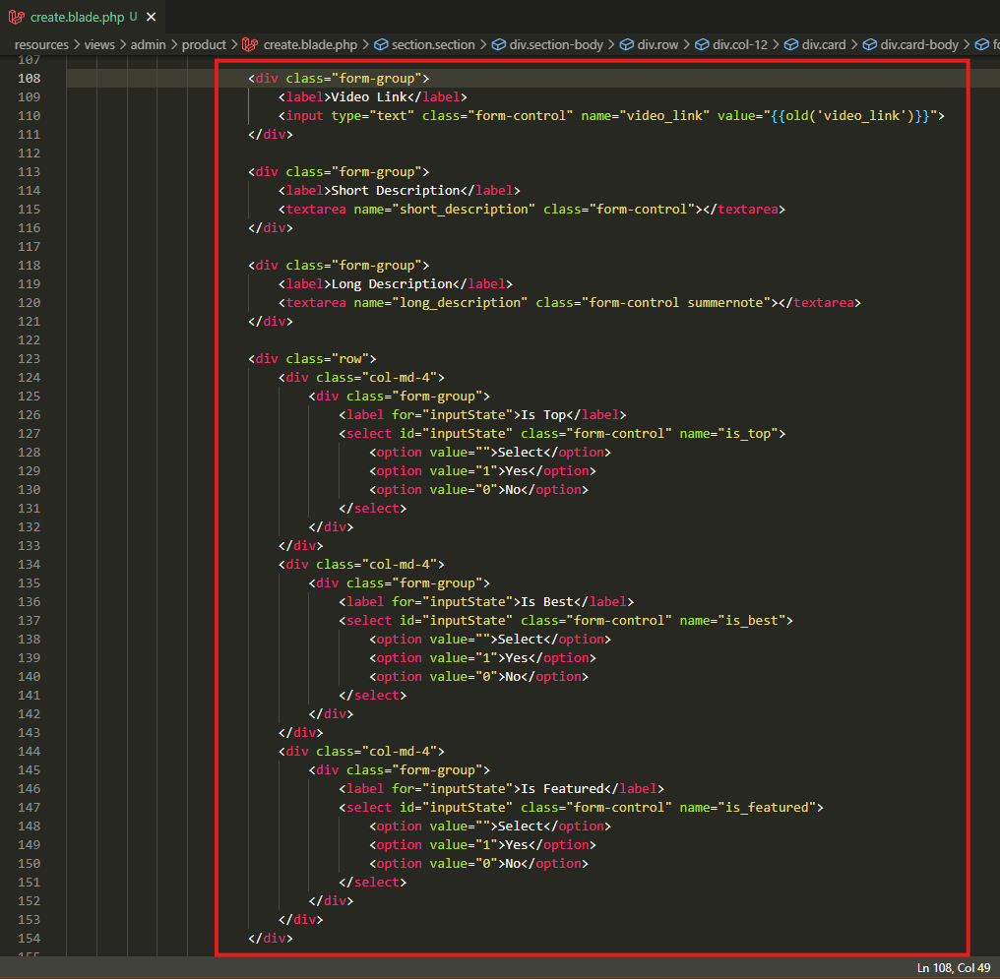 create.blade.php U
resources > views > admin > product > create.blade.php > section.section > div.section-body > div.row > div.col-12 > div.card > div.card-body >
107
108 <div class="form-group">
109 <label>Video Link</label>
110 <input type="text" class="form-control" name="video_link" value="{{old('video_link')}}">
111 </div>
112
113 <div class="form-group">
114 <label>Short Description</label>
115 <textarea name="short_description" class="form-control"></textarea>
116 </div>
117
118 <div class="form-group">
119 <label>Long Description</label>
120 <textarea name="long_description" class="form-control summernote"></textarea>
121 </div>
122
123 <div class="row">
124 <div class="col-md-4">
125 <div class="form-group">
126 <label for="inputState">Is Top</label>
127 <select id="inputState" class="form-control" name="is_top">
128 <option value="">Select</option>
129 <option value="1">Yes</option>
130 <option value="0">No</option>
131 </select>
132 </div>
133 </div>
134 <div class="col-md-4">
135 <div class="form-group">
136 <label for="inputState">Is Best</label>
137 <select id="inputState" class="form-control" name="is_best">
138 <option value="">Select</option>
139 <option value="1">Yes</option>
140 <option value="0">No</option>
141 </select>
142 </div>
143 </div>
144 <div class="col-md-4">
145 <div class="form-group">
146 <label for="inputState">Is Featured</label>
147 <select id="inputState" class="form-control" name="is_featured">
148 <option value="">Select</option>
149 <option value="1">Yes</option>
150 <option value="0">No</option>
151 </select>
152 </div>
153 </div>
154 </div>
Ln 108, Col 49